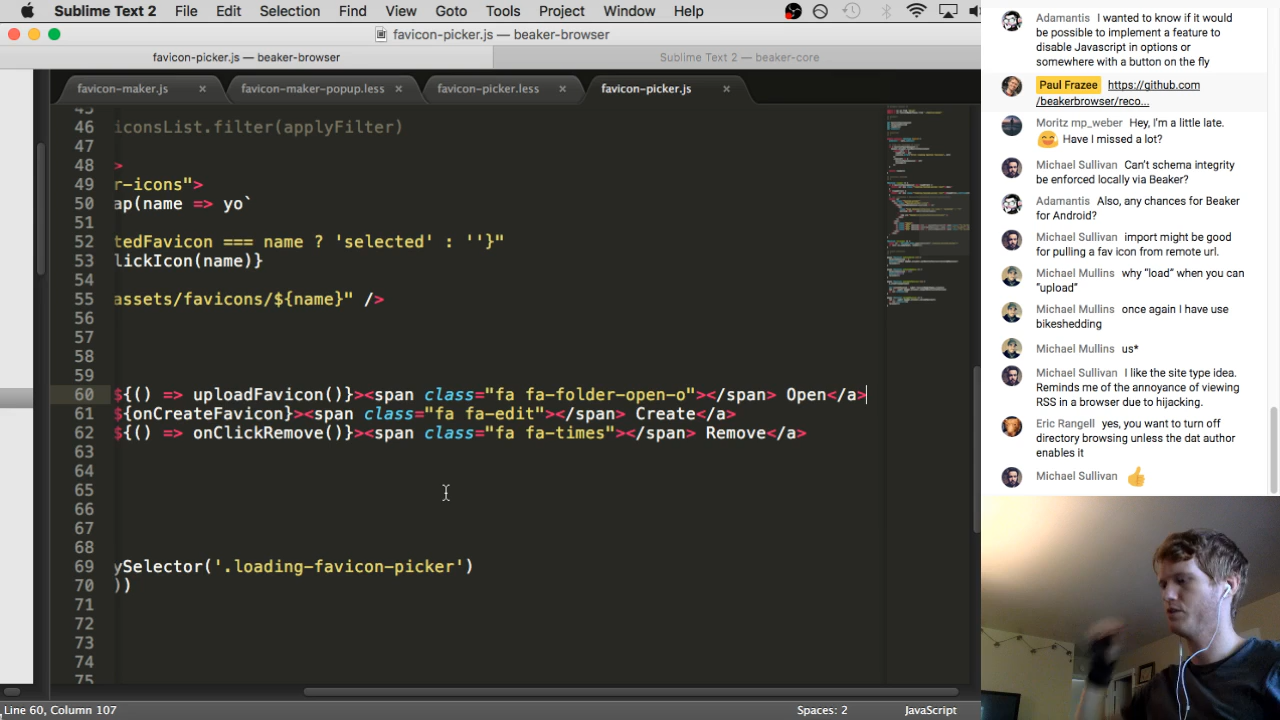 Sublime Text 2 File Edit Selection Find View Goto Tools Project Window Help
favicon-picker.js — beaker-browser
favicon-picker.js — beaker-browser Sublime Text 2 — beaker-core
favicon-maker.js × favicon-maker-popup.less × favicon-picker.less × favicon-picker.js ×
45
46 iconsList.filter(applyFilter)
47
48 >
49 r-icons">
50 ap(name => yo`
51
52 tedFavicon === name ? 'selected' : ''}"
53 lickIcon(name)}
54
55 assets/favicons/${name}" />
56
57
58
59
60 ${() => uploadFavicon()}><span class="fa fa-folder-open-o"></span> Open</a>
61 ${onCreateFavicon}><span class="fa fa-edit"></span> Create</a>
62 ${() => onClickRemove()}><span class="fa fa-times"></span> Remove</a>
63
64
65
66
67
68
69 ySelector('.loading-favicon-picker')
70 ))
71
72
73
74
75
Line 60, Column 107 Spaces: 2 JavaScript
Adamantis I wanted to know if it would
be possible to implement a feature to
disable Javascript in options or
somewhere with a button on the fly
Paul Frazee https://github.com
/beakerbrowser/reco...
Moritz mp_weber Hey, I'm a little late.
Have I missed a lot?
Michael Sullivan Can't schema integrity
be enforced locally via Beaker?
Adamantis Also, any chances for Beaker
for Android?
Michael Sullivan import might be good
for pulling a fav icon from remote url.
Michael Mullins why "load" when you can
"upload"
Michael Mullins once again I have use
bikeshedding
Michael Mullins us*
Michael Sullivan I like the site type idea.
Reminds me of the annoyance of viewing
RSS in a browser due to hijacking.
Eric Rangell yes, you want to turn off
directory browsing unless the dat author
enables it
Michael Sullivan